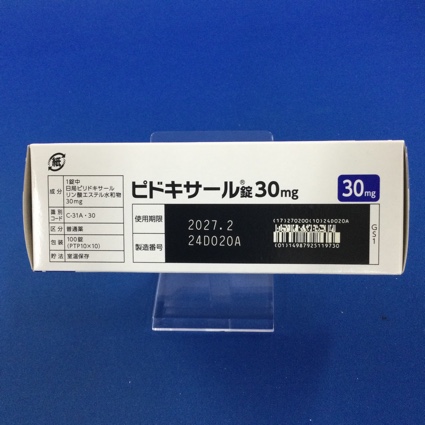 紙
成分
1錠中
日局ピリドキサール
リン酸エステル水和物
30mg
識別コード
C-31A・30
区分
普通薬
包装
100錠
(PTP10×10)
貯法
室温保存
ピドキサール®錠30mg
30mg
使用期限
2027.2
製造番号
24D020A
(17)270200(10)24D020A
(01)14987925119730
GS1